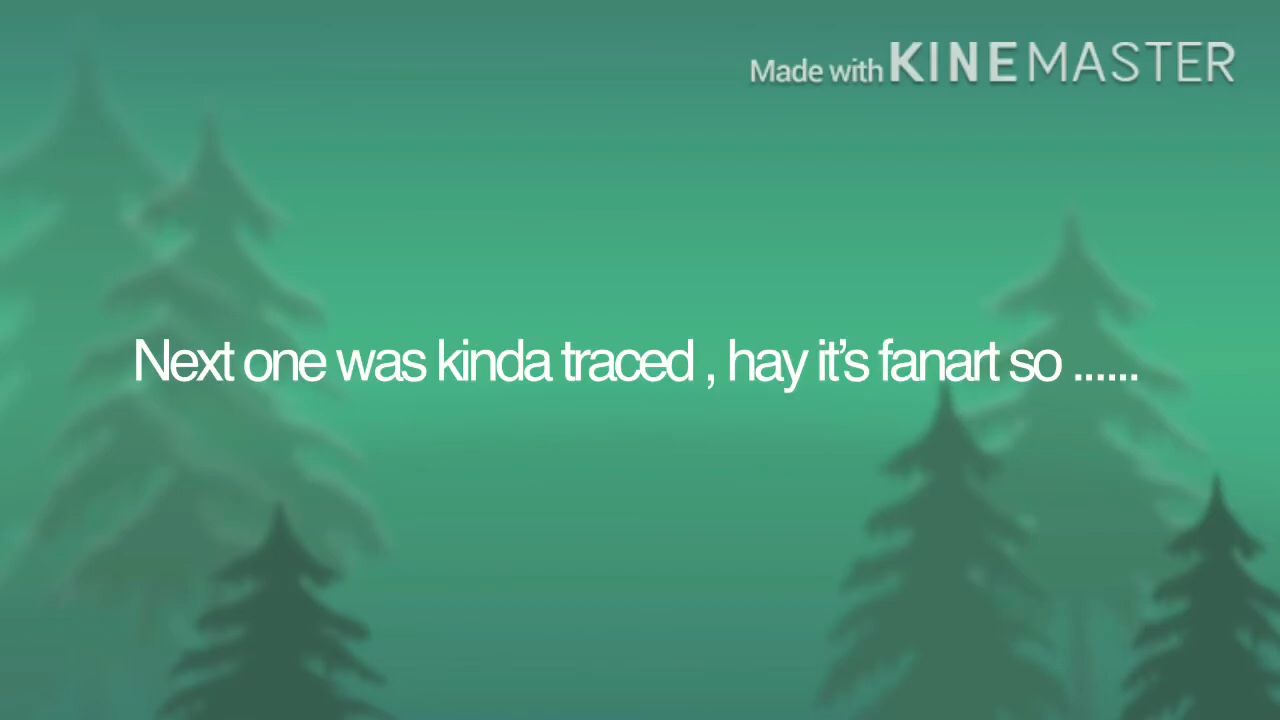 Made with KINEMASTER
Next one was kinda traced , hay it’s fanart so ......